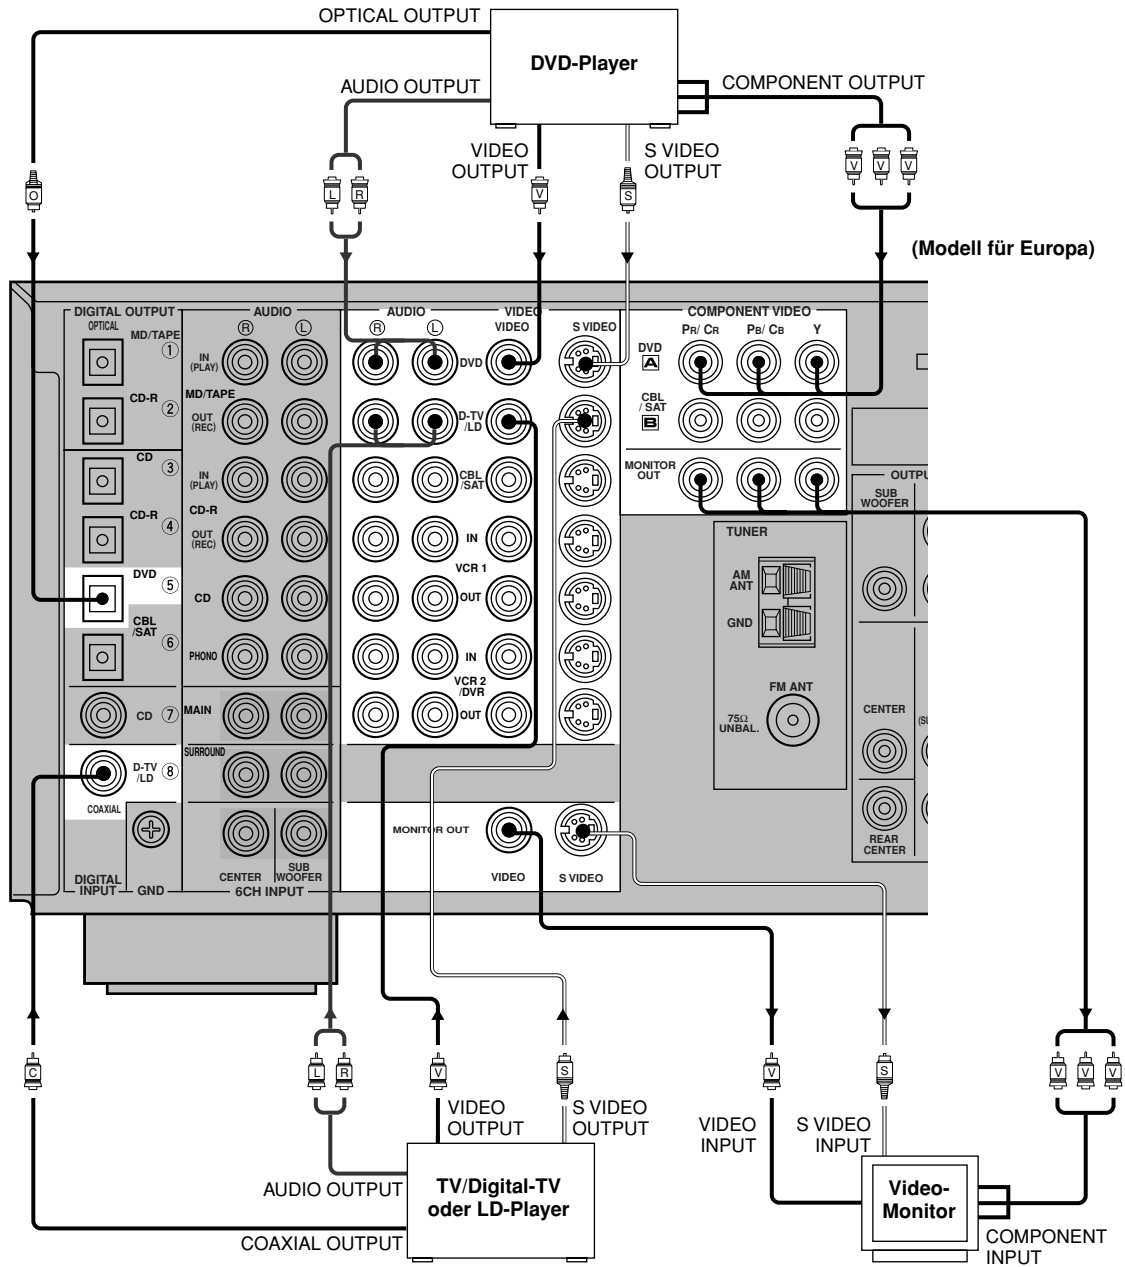 OPTICAL OUTPUT
DVD-Player
AUDIO OUTPUT
COMPONENT OUTPUT
VIDEO
OUTPUT
S VIDEO
OUTPUT
O
L
R
V
S
V
V
V
(Modell für Europa)
DIGITAL OUTPUT
OPTICAL
MD/TAPE
①
CD-R
②
CD
③
CD-R
④
DVD
⑤
CBL
/SAT
⑥
CD
⑦
D-TV
/LD
⑧
COAXIAL
DIGITAL
INPUT
GND
AUDIO
Ⓡ
Ⓛ
IN
(PLAY)
MD/TAPE
OUT
(REC)
IN
(PLAY)
CD-R
OUT
(REC)
CD
PHONO
MAIN
SURROUND
CENTER
SUB
WOOFER
6CH INPUT
AUDIO
Ⓡ
Ⓛ
VIDEO
VIDEO
S VIDEO
DVD
D-TV
/LD
CBL
/SAT
IN
VCR 1
OUT
IN
VCR 2
/DVR
OUT
MONITOR OUT
VIDEO
S VIDEO
COMPONENT VIDEO
PR/ CR
PB/ CB
Y
DVD
A
CBL
/ SAT
B
MONITOR
OUT
TUNER
AM
ANT
GND
FM ANT
75Ω
UNBAL.
OUTPU
SUB
WOOFER
CENTER
(SU
REAR
CENTER
C
L
R
V
S
V
S
V
V
V
VIDEO
OUTPUT
S VIDEO
OUTPUT
VIDEO
INPUT
S VIDEO
INPUT
AUDIO OUTPUT
TV/Digital-TV
oder LD-Player
COAXIAL OUTPUT
Video-
Monitor
COMPONENT
INPUT